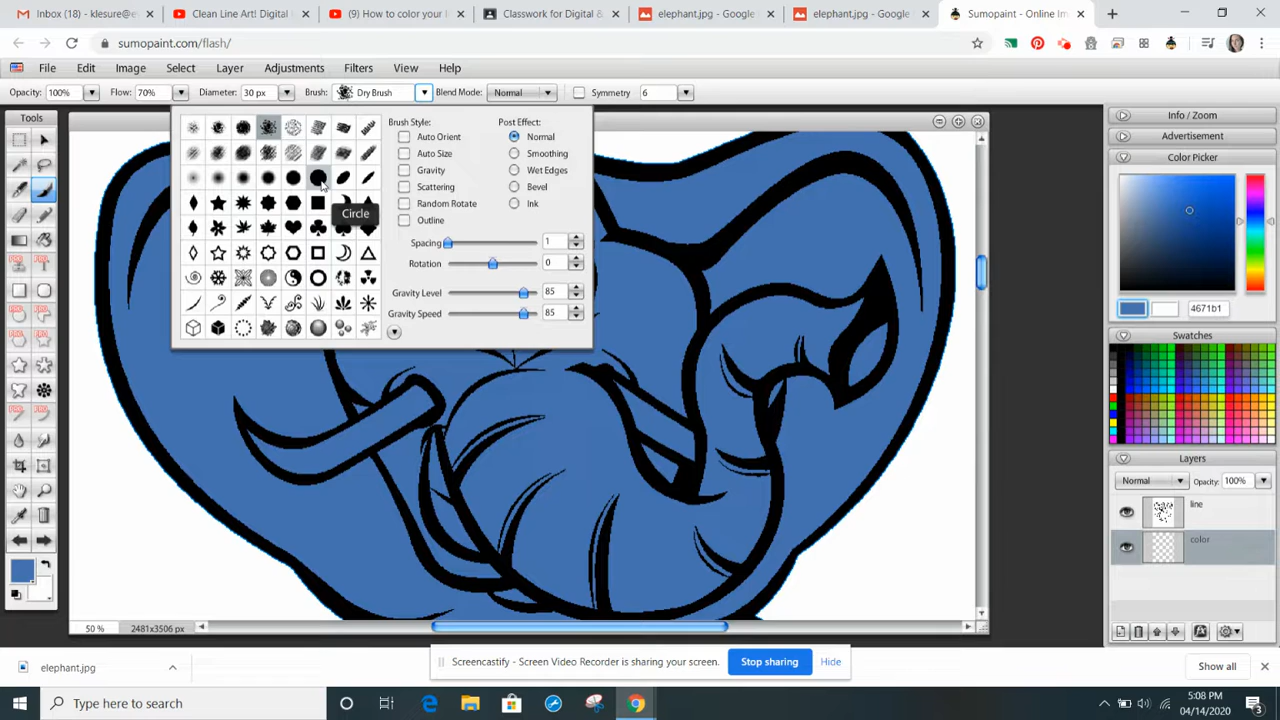 Inbox (18) - klesure@e
Clean Line Art! Digital
(9) How to color your
Classwork for Digital &
elephant.jpg - Google
elephant.jpg - Google
Sumopaint - Online Im
sumopaint.com/flash/
File Edit Image Select Layer Adjustments Filters View Help
Opacity: 100% Flow: 70% Diameter: 30 px Brush: Dry Brush Blend Mode: Normal Symmetry 6
Tools
Brush Style:
Auto Orient
Auto Size
Gravity
Scattering
Random Rotate
Outline
Post Effect:
Normal
Smoothing
Wet Edges
Bevel
Ink
Spacing 1
Rotation 0
Gravity Level 85
Gravity Speed 85
Circle
Info / Zoom
Advertisement
Color Picker
4671b1
Swatches
Layers
Normal Opacity: 100%
line
color
50 % 2481x3506 px
elephant.jpg
Screencastify - Screen Video Recorder is sharing your screen.
Stop sharing
Hide
Show all
Type here to search
5:08 PM
04/14/2020
3